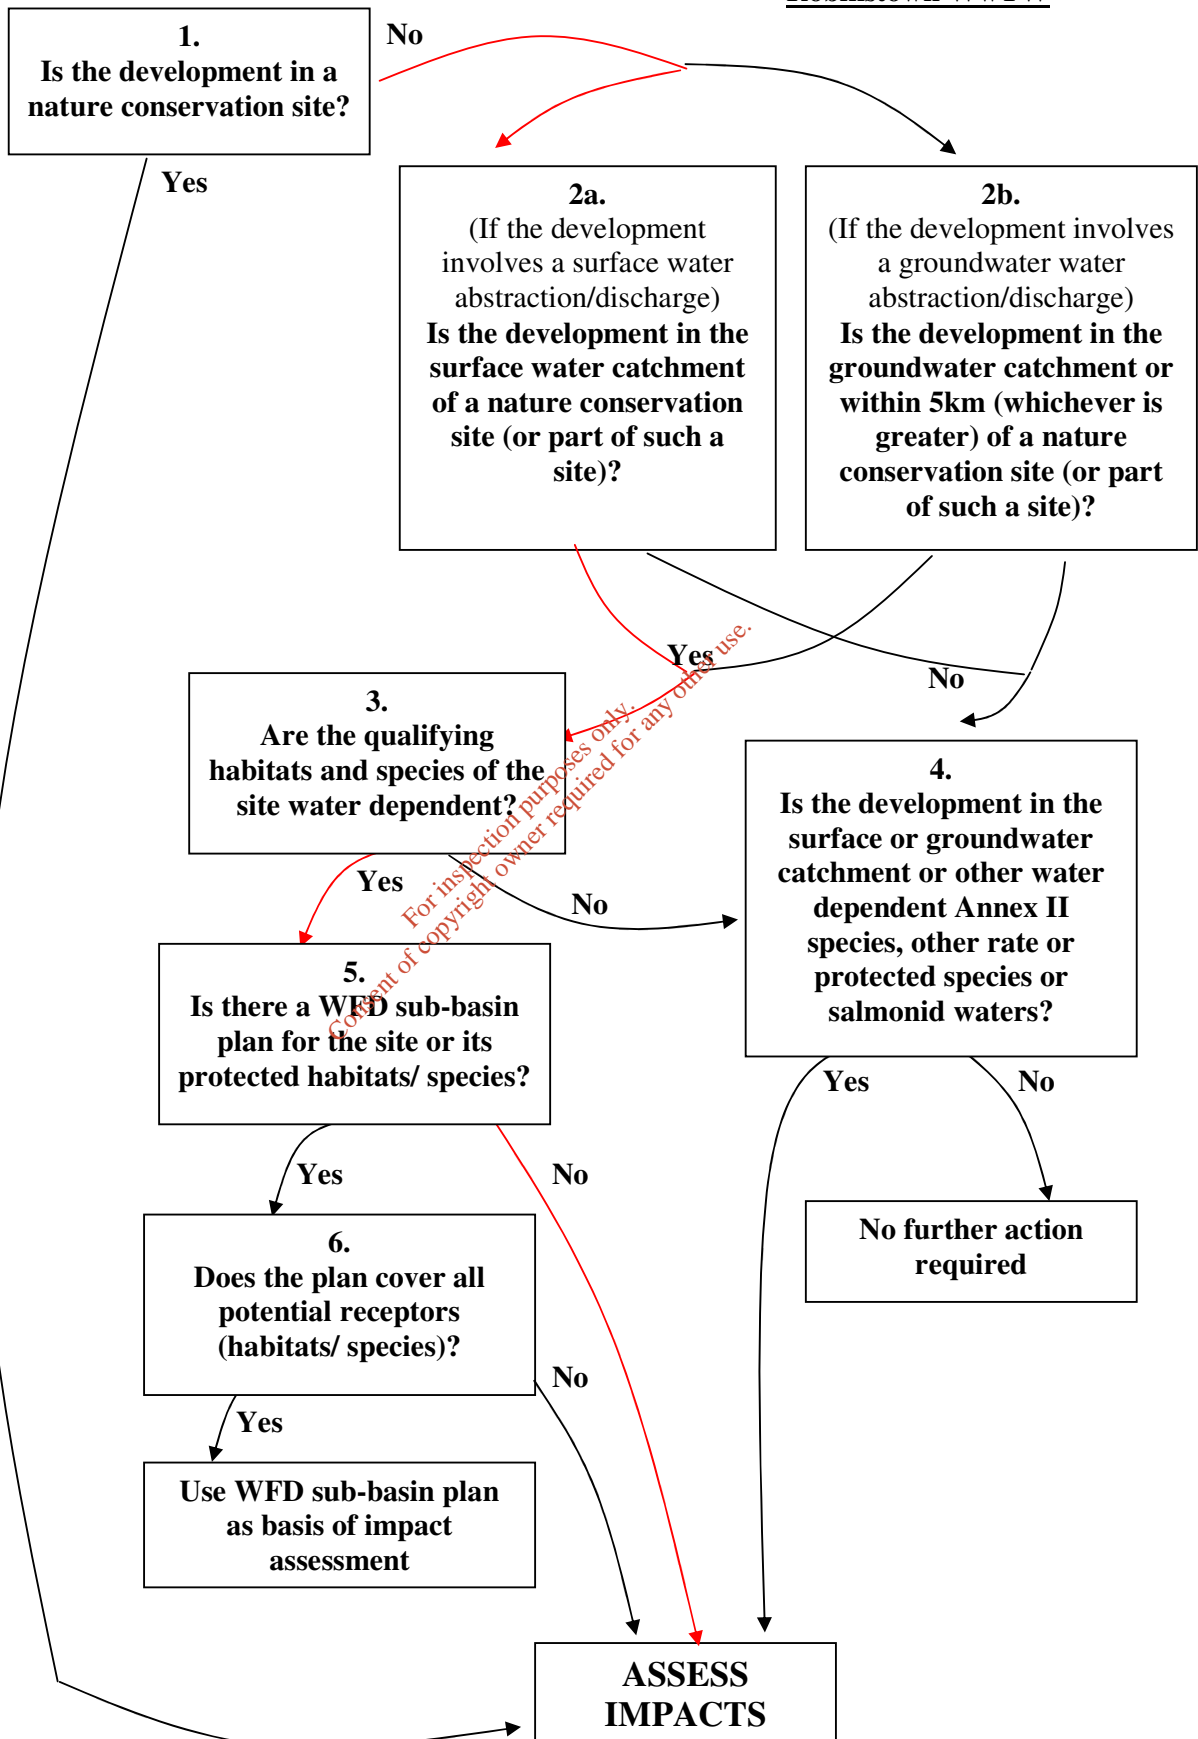 1.
Is the development in a
nature conservation site?
No
Yes
2a.
(If the development
involves a surface water
abstraction/discharge)
Is the development in the
surface water catchment
of a nature conservation
site (or part of such a
site)?
2b.
(If the development involves
a groundwater water
abstraction/discharge)
Is the development in the
groundwater catchment or
within 5km (whichever is
greater) of a nature
conservation site (or part
of such a site)?
Yes
No
3.
Are the qualifying
habitats and species of the
site water dependent?
Yes
No
4.
Is the development in the
surface or groundwater
catchment or other water
dependent Annex II
species, other rate or
protected species or
salmonid waters?
Yes
No
5.
Is there a WFD sub-basin
plan for the site or its
protected habitats/ species?
Yes
No
No further action
required
6.
Does the plan cover all
potential receptors
(habitats/ species)?
Yes
No
Use WFD sub-basin plan
as basis of impact
assessment
ASSESS
IMPACTS
For inspection purposes only.
Consent of copyright owner required for any other use.